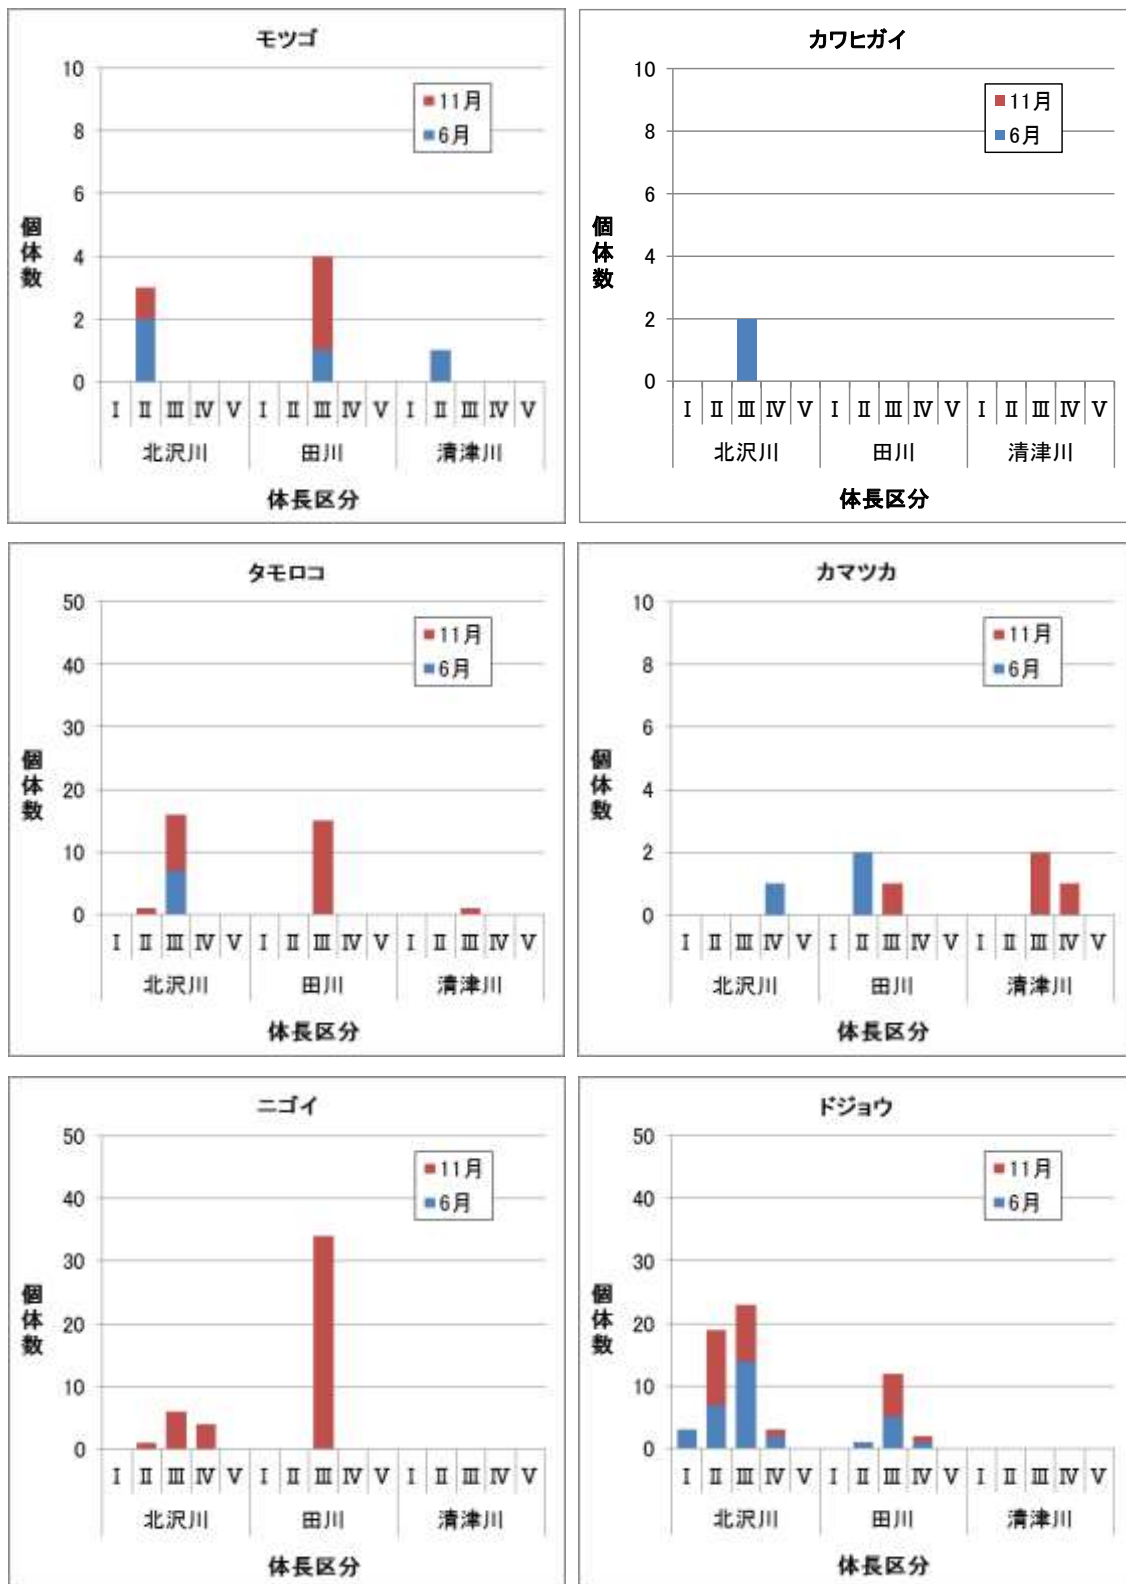 モツゴ
10
8
6
4
2
0
11月
6月
個体数
I II III IV V I II III IV V I II III IV V
北沢川 田川 清津川
体長区分
カワヒガイ
10
8
6
4
2
0
11月
6月
個体数
I II III IV V I II III IV V I II III IV V
北沢川 田川 清津川
体長区分
タモロコ
50
40
30
20
10
0
11月
6月
個体数
I II III IV V I II III IV V I II III IV V
北沢川 田川 清津川
体長区分
カマツカ
10
8
6
4
2
0
11月
6月
個体数
I II III IV V I II III IV V I II III IV V
北沢川 田川 清津川
体長区分
ニゴイ
50
40
30
20
10
0
11月
6月
個体数
I II III IV V I II III IV V I II III IV V
北沢川 田川 清津川
体長区分
ドジョウ
50
40
30
20
10
0
11月
6月
個体数
I II III IV V I II III IV V I II III IV V
北沢川 田川 清津川
体長区分